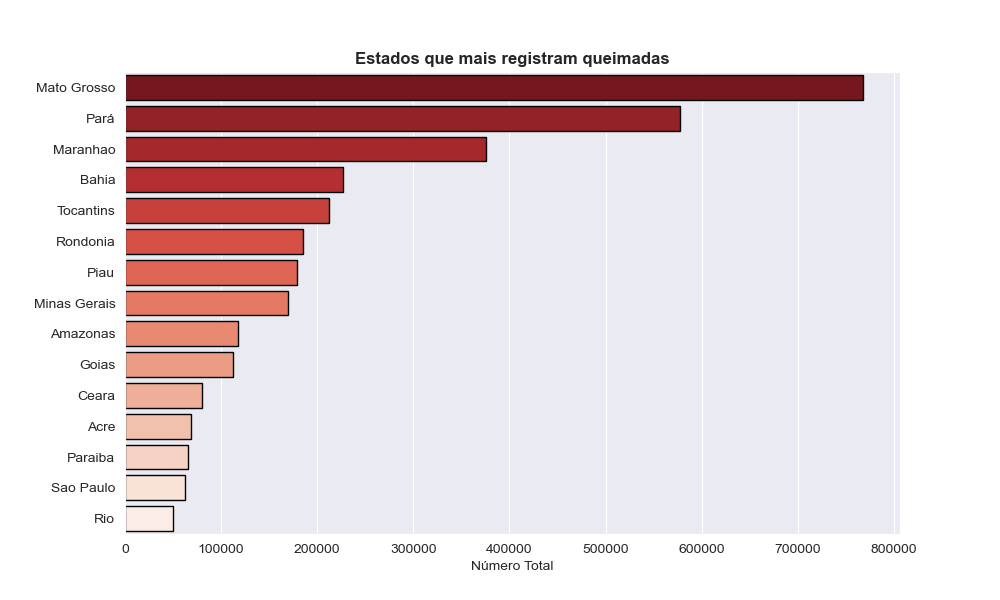 Estados que mais registram queimadas
Mato Grosso
Pará
Maranhao
Bahia
Tocantins
Rondonia
Piau
Minas Gerais
Amazonas
Goias
Ceara
Acre
Paraiba
Sao Paulo
Rio
0 100000 200000 300000 400000 500000 600000 700000 800000
Número Total